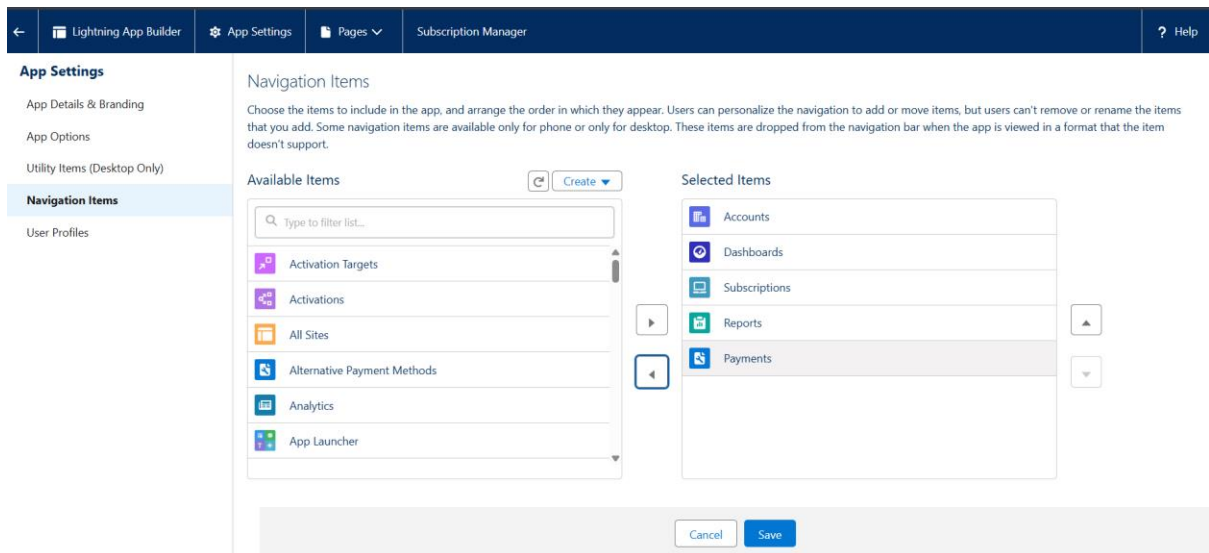 Lightning App Builder
App Settings
Pages
Subscription Manager
? Help
App Settings
App Details & Branding
App Options
Utility Items (Desktop Only)
Navigation Items
User Profiles
Navigation Items
Choose the items to include in the app, and arrange the order in which they appear. Users can personalize the navigation to add or move items, but users can't remove or rename the items
that you add. Some navigation items are available only for phone or only for desktop. These items are dropped from the navigation bar when the app is viewed in a format that the item
doesn't support.
Available Items
Create
Type to filter list...
Activation Targets
Activations
All Sites
Alternative Payment Methods
Analytics
App Launcher
Selected Items
Accounts
Dashboards
Subscriptions
Reports
Payments
Cancel
Save